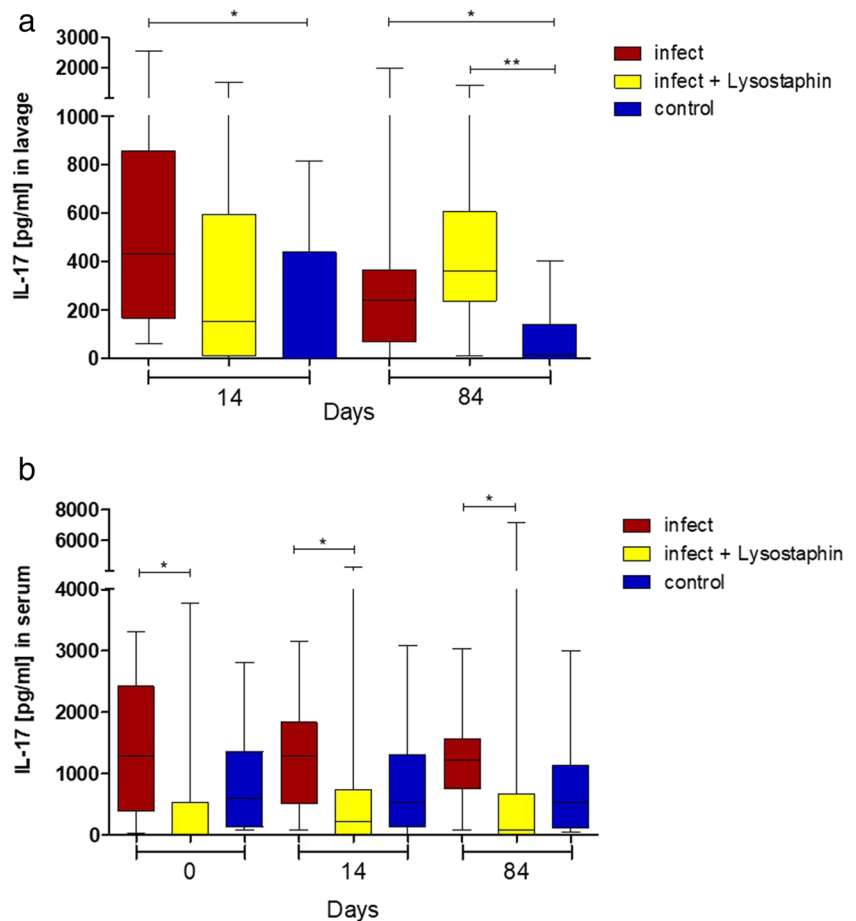 a
*
*
**
3000
2000
1000
800
600
400
200
0
IL-17 [pg/ml] in lavage
14
84
Days
infect
infect + Lysostaphin
control
b
*
*
*
8000
6000
4000
3000
2000
1000
0
IL-17 [pg/ml] in serum
0
14
84
Days
infect
infect + Lysostaphin
control